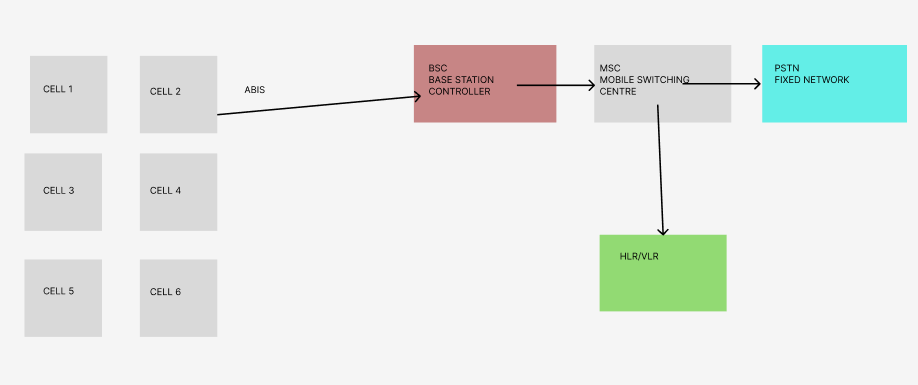 CELL 1
CELL 2
ABIS
BSC
BASE STATION
CONTROLLER
MSC
MOBILE SWITCHING
CENTRE
PSTN
FIXED NETWORK
CELL 3
CELL 4
CELL 5
CELL 6
HLR/VLR